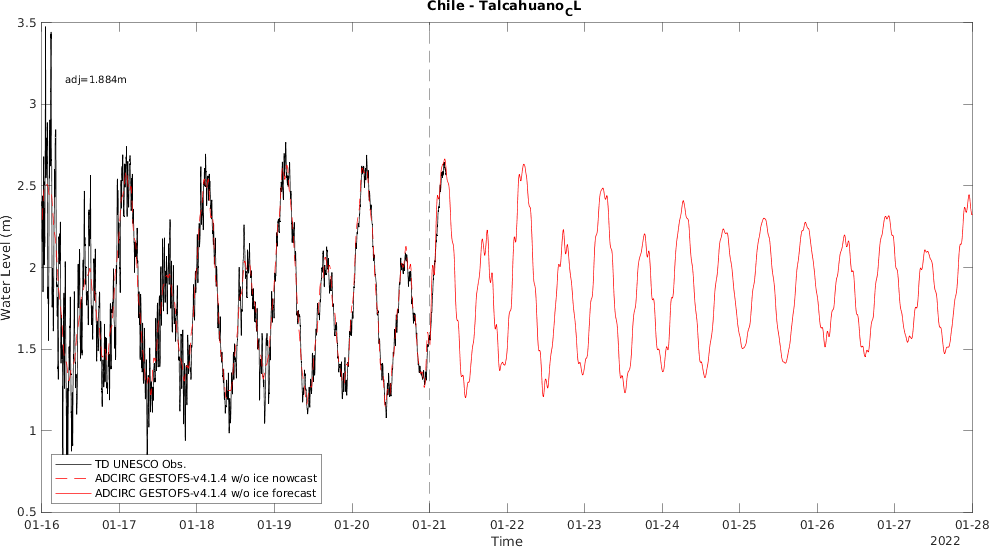 Chile - Talcahuano_CL
3.5
adj=1.884m
3
2.5
2
Water Level (m)
1.5
1
TD UNESCO Obs.
ADCIRC GESTOFS-v4.1.4 w/o ice nowcast
ADCIRC GESTOFS-v4.1.4 w/o ice forecast
0.5
01-16 01-17 01-18 01-19 01-20 01-21 01-22 01-23 01-24 01-25 01-26 01-27 01-28
Time
2022